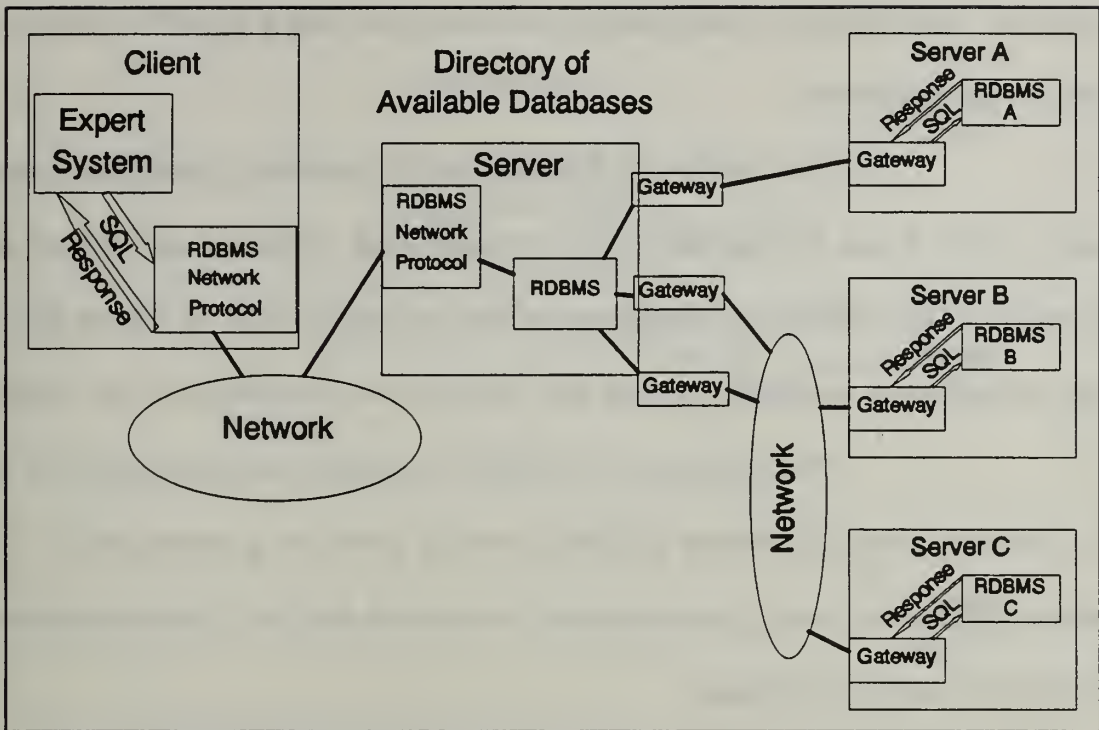 Client
Expert
System
SQL
Response
RDBMS
Network
Protocol
Network
Directory of
Available Databases
Server
RDBMS
Network
Protocol
RDBMS
Gateway
Gateway
Gateway
Network
Server A
Response
SQL
RDBMS
A
Gateway
Server B
Response
SQL
RDBMS
B
Gateway
Server C
Response
SQL
RDBMS
C
Gateway